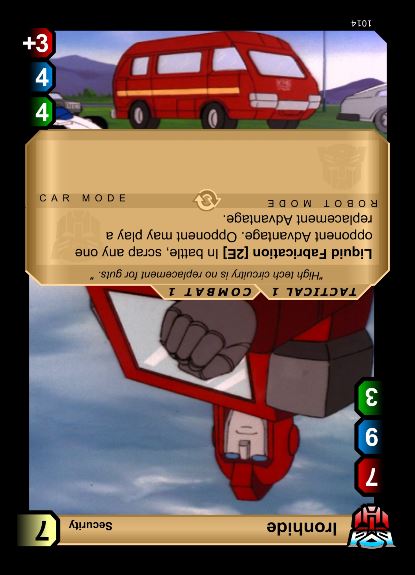 +3
4
4
CAR MODE
Ironhide
Security
7
7
9
3
TACTICAL 1
COMBAT 1
"High tech circuitry is no replacement for guts. "
Liquid Fabrication [2E] In battle, scrap any one
opponent Advantage. Opponent may play a
replacement Advantage.
ROBOT MODE
1014